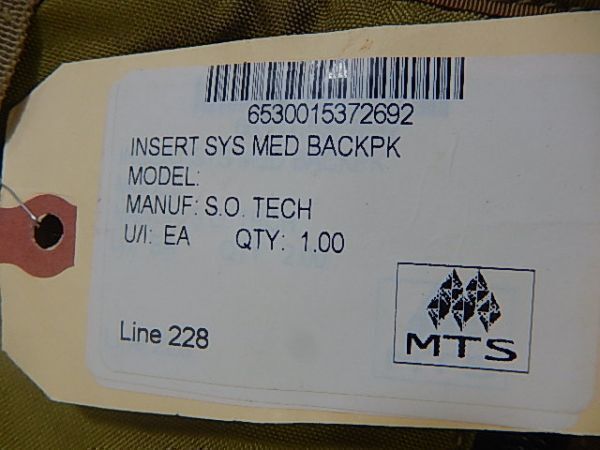 6530015372692
INSERT SYS MED BACKPK
MODEL:
MANUF: S.O. TECH
U/I: EA QTY: 1.00
Line 228
MTS